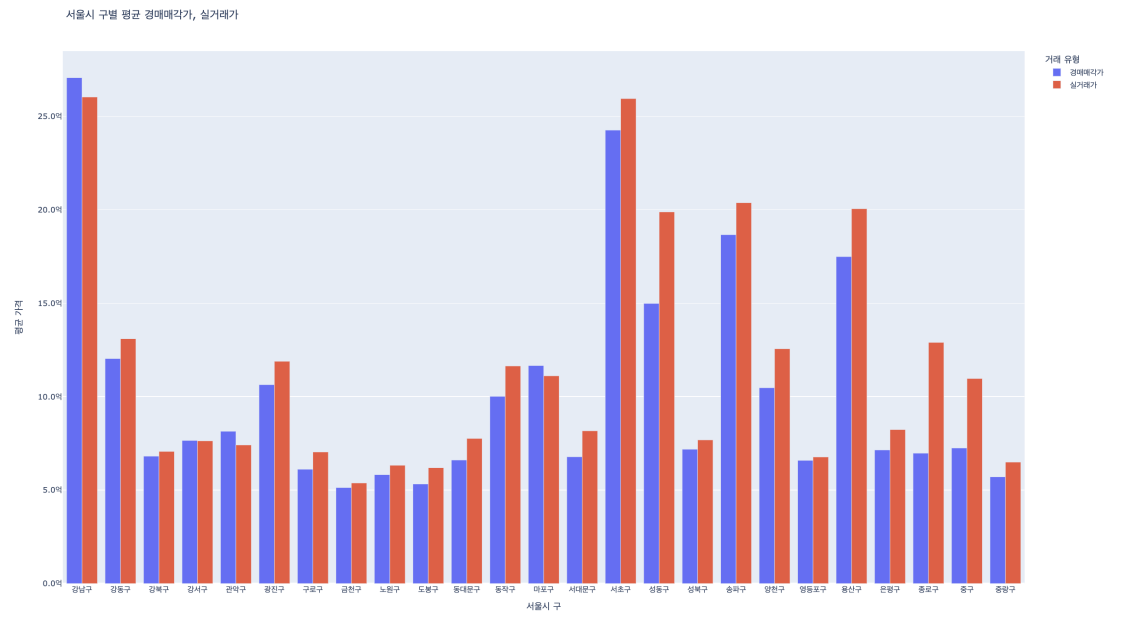 서울시 구별 평균 경매매각가, 실거래가
거래 유형
경매매각가
실거래가
평균 가격
25.0억
20.0억
15.0억
10.0억
5.0억
0.0억
강남구 강동구 강북구 강서구 관악구 광진구 구로구 금천구 노원구 도봉구 동대문구 동작구 마포구 서대문구 서초구 성동구 성북구 송파구 양천구 영등포구 용산구 은평구 종로구 중구 중랑구
서울시 구